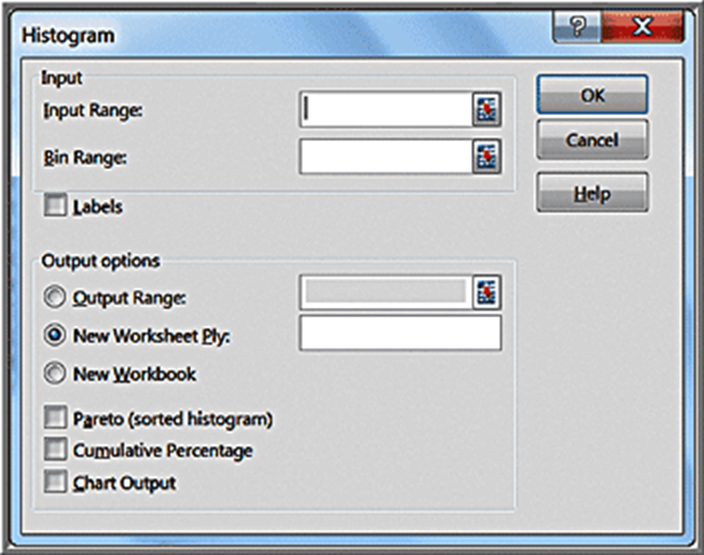 Histogram
?
X
Input
Input Range:
OK
Bin Range:
Cancel
Labels
Help
Output options
Output Range:
New Worksheet Ply:
New Workbook
Pareto (sorted histogram)
Cumulative Percentage
Chart Output